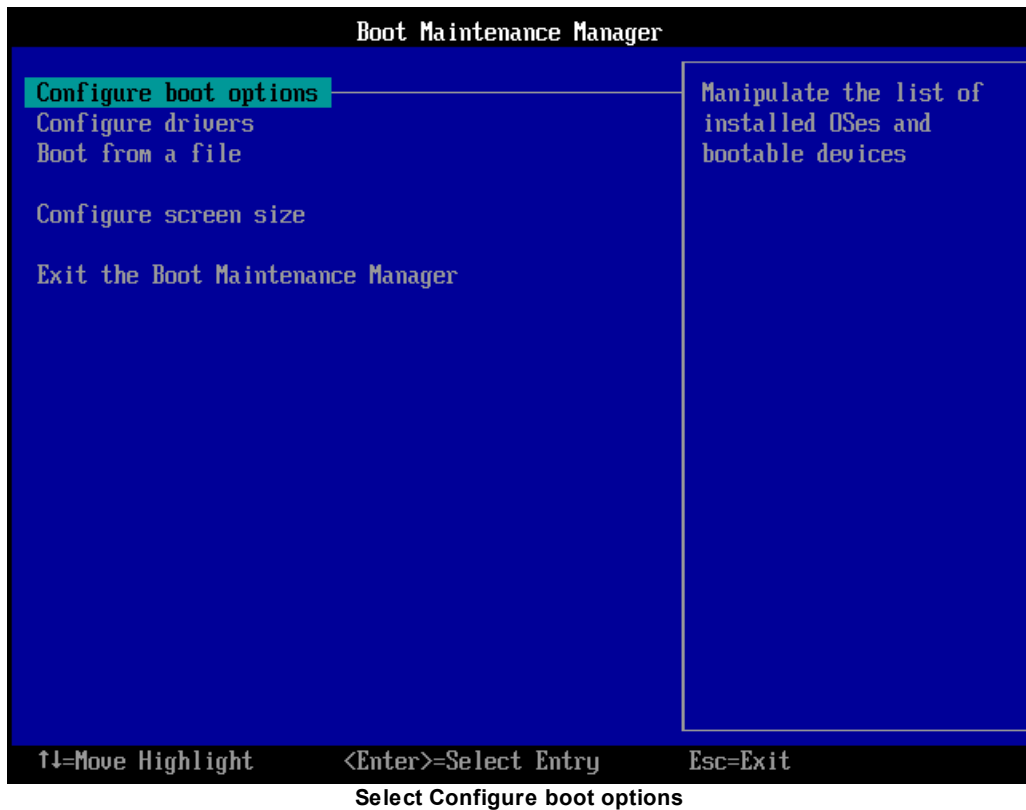 Boot Maintenance Manager
Configure boot options
Configure drivers
Boot from a file
Configure screen size
Exit the Boot Maintenance Manager
Manipulate the list of
installed OSes and
bootable devices
↑↓=Move Highlight <Enter>=Select Entry Esc=Exit
Select Configure boot options